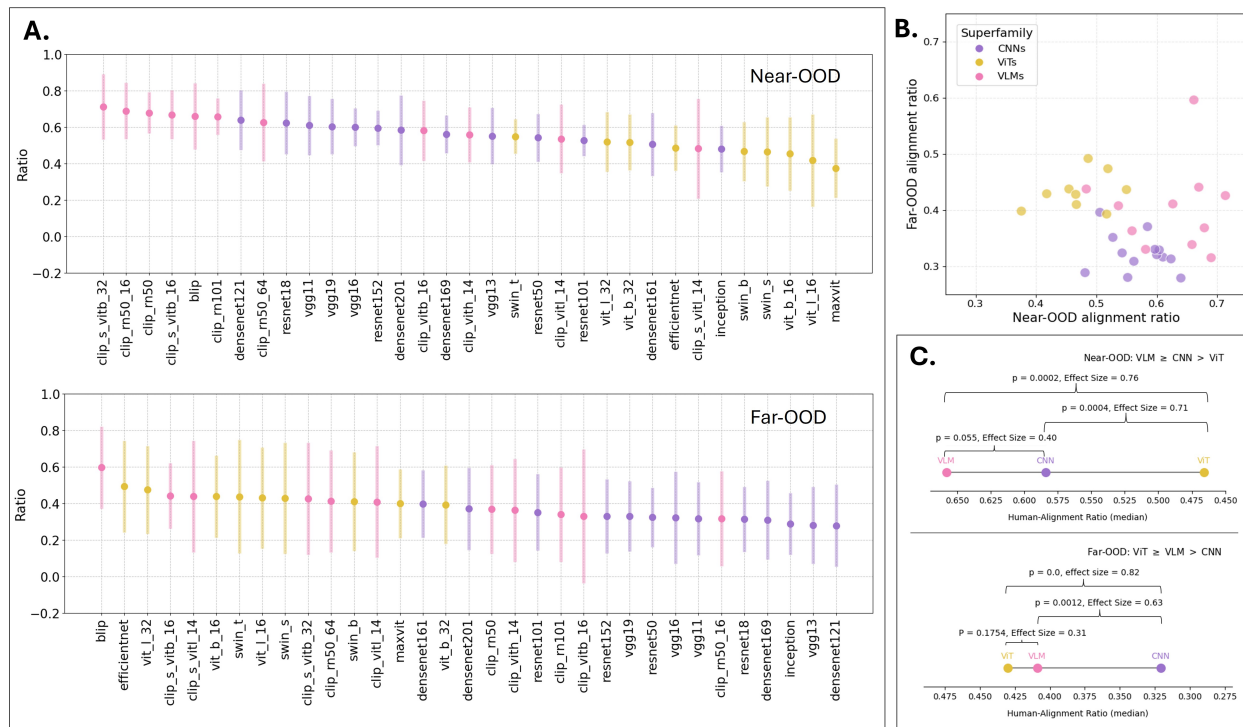 A.
Near-OOD
Ratio
1.0
0.8
0.6
0.4
0.2
0.0
−0.2
clip_s_vitb_32
clip_rn50_16
clip_rn50
clip_s_vitb_16
blip
clip_rn101
densenet121
clip_rn50_64
resnet18
vgg11
vgg19
vgg16
resnet152
densenet201
clip_vitb_16
densenet169
clip_vith_14
vgg13
swin_t
resnet50
clip_vitl_14
resnet101
vit_l_32
vit_b_32
densenet161
efficientnet
clip_s_vitl_14
inception
swin_b
swin_s
vit_b_16
vit_l_16
maxvit
Far-OOD
Ratio
1.0
0.8
0.6
0.4
0.2
0.0
−0.2
blip
efficientnet
vit_l_32
clip_s_vitb_16
clip_s_vitl_14
vit_b_16
swin_t
vit_l_16
swin_s
clip_s_vitb_32
clip_rn50_64
swin_b
clip_vitl_14
maxvit
densenet161
vit_b_32
densenet201
clip_rn50
clip_vith_14
resnet101
clip_rn101
clip_vitb_16
resnet152
vgg19
resnet50
vgg16
vgg11
clip_rn50_16
resnet18
densenet169
inception
vgg13
densenet121
B.
Superfamily
CNNs
ViTs
VLMs
Far-OOD alignment ratio
0.7
0.6
0.5
0.4
0.3
0.3 0.4 0.5 0.6 0.7
Near-OOD alignment ratio
C.
Near-OOD: VLM ≥ CNN > ViT
p = 0.0002, Effect Size = 0.76
p = 0.0004, Effect Size = 0.71
p = 0.055, Effect Size = 0.40
VLM CNN ViT
0.650 0.625 0.600 0.575 0.550 0.525 0.500 0.475 0.450
Human-Alignment Ratio (median)
Far-OOD: ViT ≥ VLM > CNN
p = 0.0, effect size = 0.82
p = 0.0012, Effect Size = 0.63
P = 0.1754, Effect Size = 0.31
ViT VLM CNN
0.475 0.450 0.425 0.400 0.375 0.350 0.325 0.300 0.275
Human-Alignment Ratio (median)